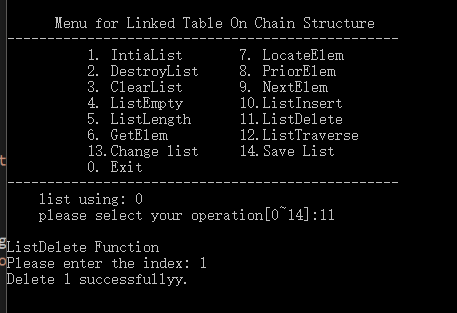 Menu for Linked Table On Chain Structure
-------------------------------------------------
1. IntiaList 7. LocateElem
2. DestroyList 8. PriorElem
3. ClearList 9. NextElem
4. ListEmpty 10.ListInsert
5. ListLength 11.ListDelete
6. GetElem 12.ListTraverse
13.Change list 14.Save List
0. Exit
-------------------------------------------------
list using: 0
please select your operation[0~14]:11
ListDelete Function
Please enter the index: 1
Delete 1 successfullyy.